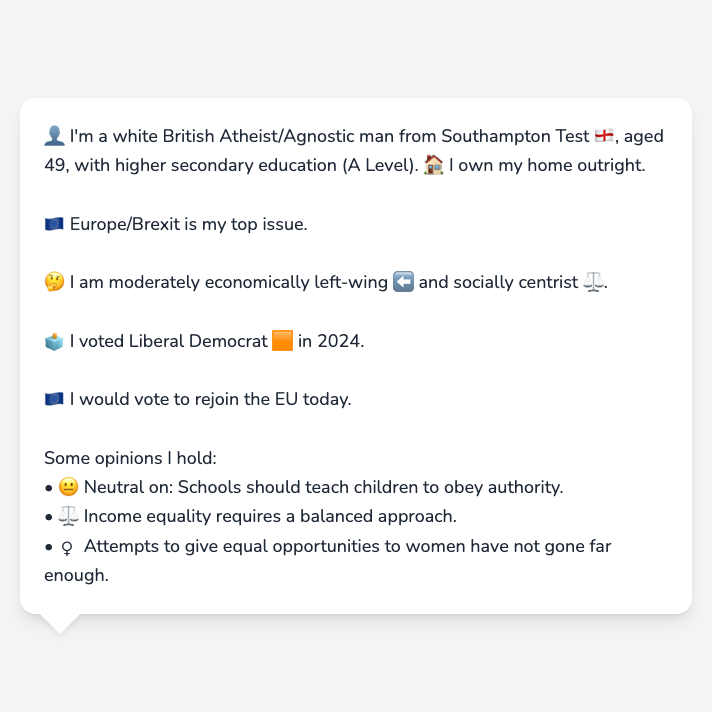 👤 I'm a white British Atheist/Agnostic man from Southampton Test 🏴󠁧󠁢󠁥󠁮󠁧󠁿, aged
49, with higher secondary education (A Level). 🏠 I own my home outright.
🇪🇺 Europe/Brexit is my top issue.
🤔 I am moderately economically left-wing ⬅️ and socially centrist ⚖️.
🗳️ I voted Liberal Democrat 🟧 in 2024.
🇪🇺 I would vote to rejoin the EU today.
Some opinions I hold:
• 😐 Neutral on: Schools should teach children to obey authority.
• ⚖️ Income equality requires a balanced approach.
• ♀ Attempts to give equal opportunities to women have not gone far
enough.